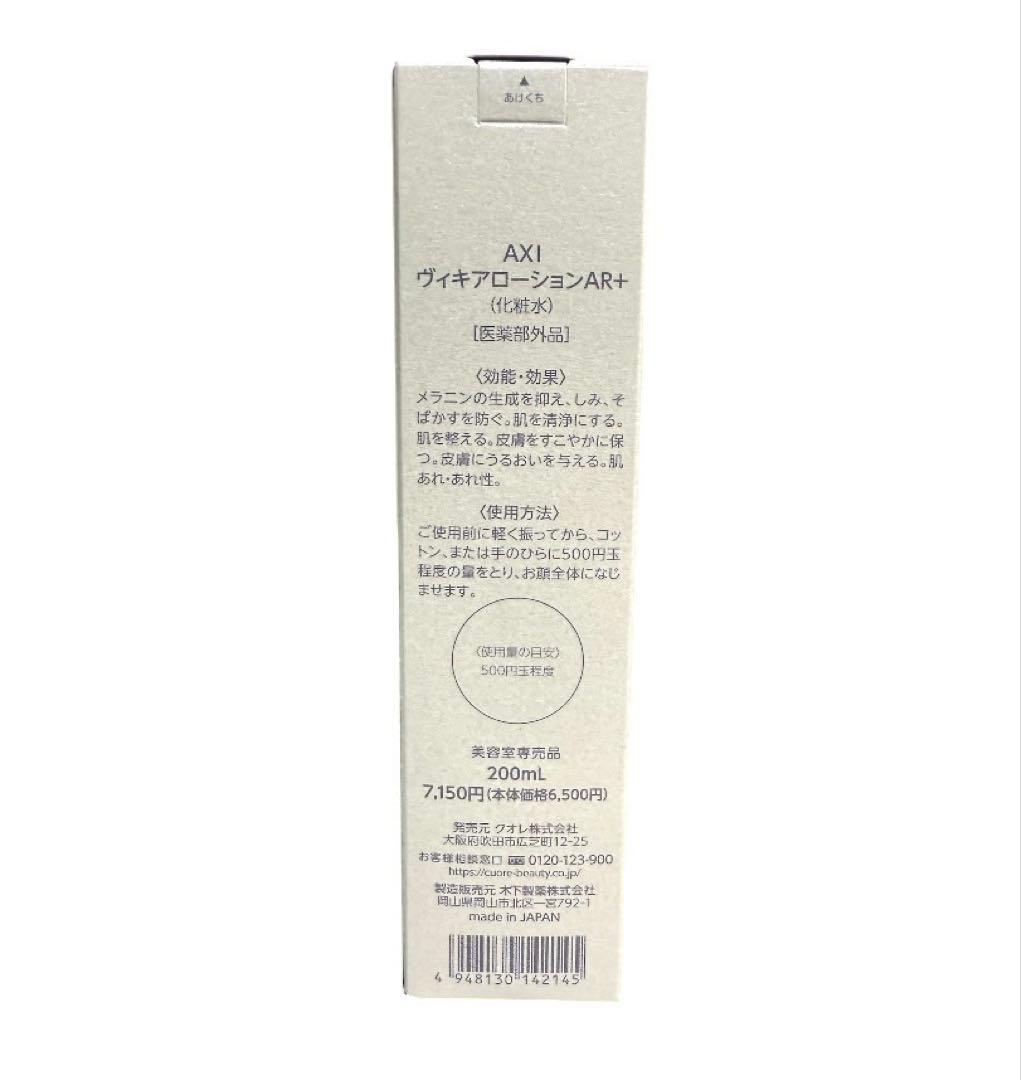 ▲
あけくち
AXI
ヴィキアローションAR+
(化粧水)
[医薬部外品]
〈効能・効果〉
メラニンの生成を抑え、しみ、そ
ばかすを防ぐ。肌を清浄にする。
肌を整える。皮膚をすこやかに保
つ。皮膚にうるおいを与える。肌
あれ・あれ性。
〈使用方法〉
ご使用前に軽く振ってから、コッ
トン、または手のひらに500円玉
程度の量をとり、お顔全体になじ
ませます。
〈使用量の目安〉
500円玉程度
美容室専売品
200mL
7,150円(本体価格6,500円)
発売元 クオレ株式会社
大阪府吹田市広芝町12-25
お客様相談窓口 0120-123-900
https://cuore-beauty.co.jp/
製造販売元 木下製薬株式会社
岡山県岡山市北区一宮792-1
made in JAPAN
4 948130 142145